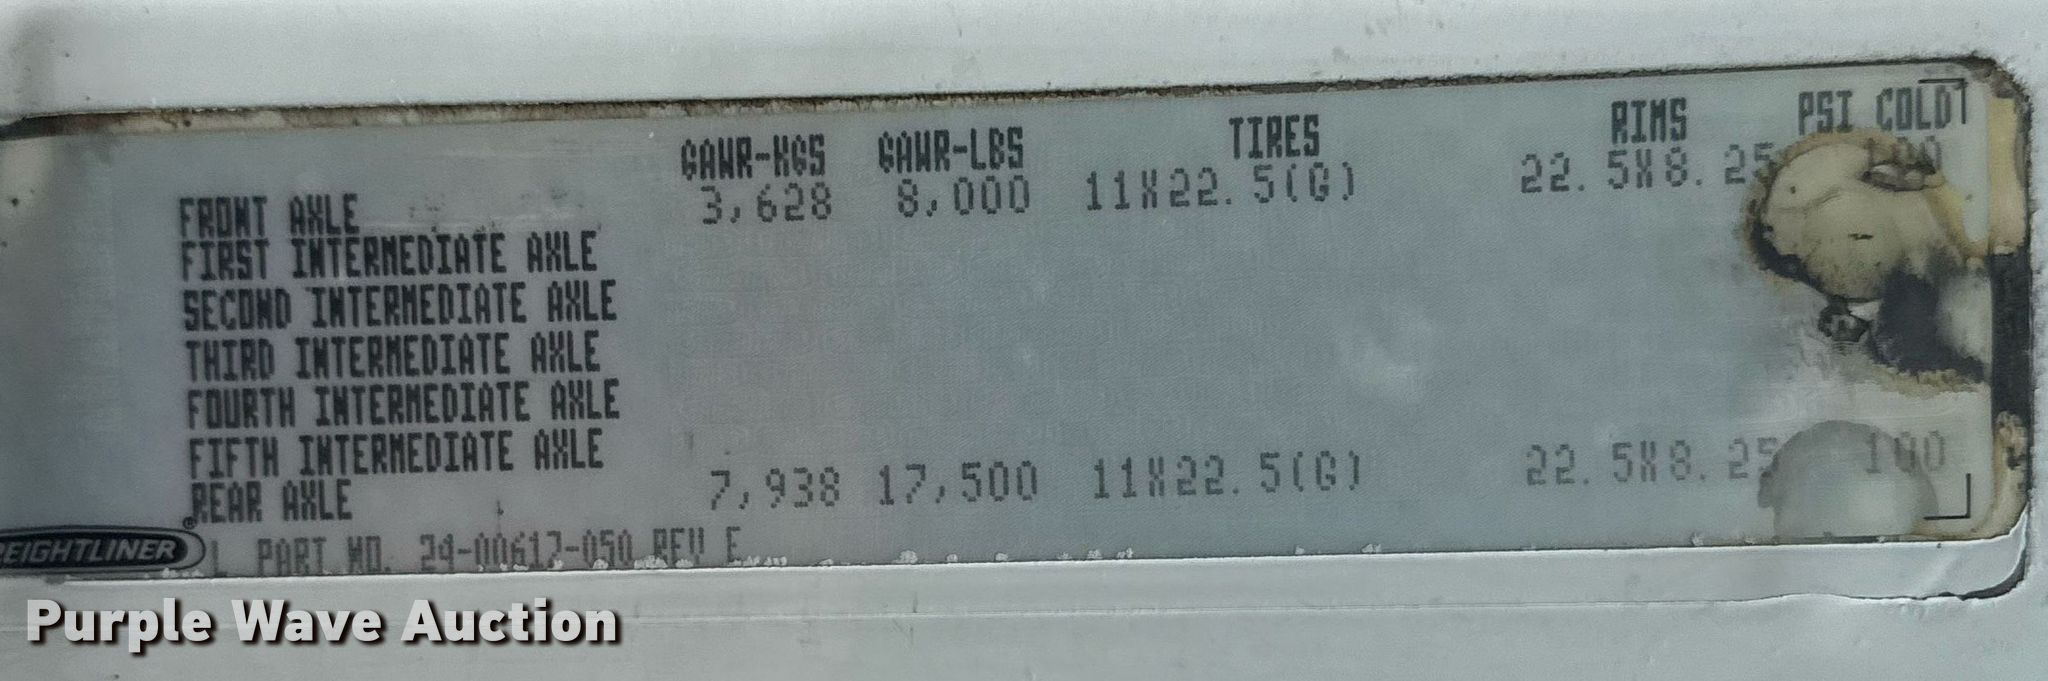 GAWR-KGS GAWR-LBS TIRES RIMS PSI COLD
FRONT AXLE 3,628 8,000 11X22.5(G) 22.5X8.25 100
FIRST INTERMEDIATE AXLE
SECOND INTERMEDIATE AXLE
THIRD INTERMEDIATE AXLE
FOURTH INTERMEDIATE AXLE
FIFTH INTERMEDIATE AXLE
REAR AXLE 7,938 17,500 11X22.5(G) 22.5X8.25 100
EIGHTLINER® PART NO. 24-00617-050 REV E
Purple Wave Auction